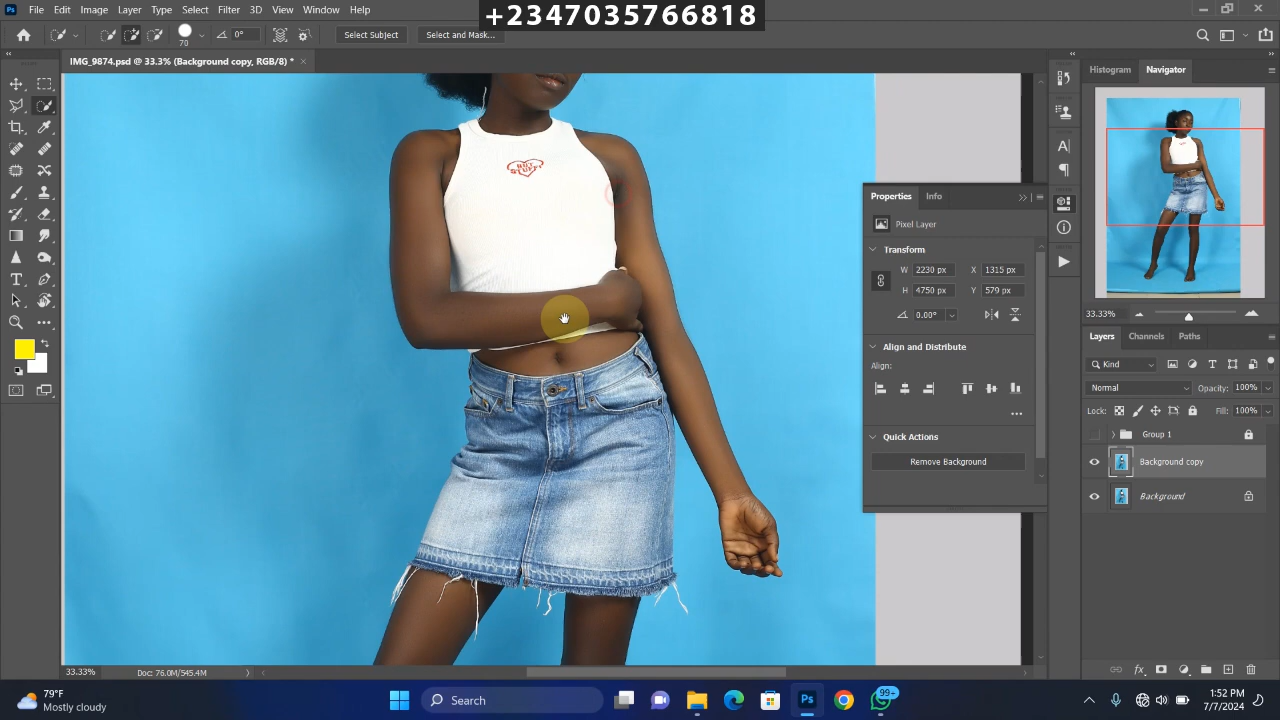 +2347035766818
Ps File Edit Image Layer Type Select Filter 3D View Window Help
70 0° Select Subject Select and Mask...
IMG_9874.psd @ 33.3% (Background copy, RGB/8) *
Histogram Navigator
HOT
STUFF!
Properties Info
Pixel Layer
Transform
W 2230 px X 1315 px
H 4750 px Y 579 px
0.00°
Align and Distribute
Align:
Quick Actions
Remove Background
33.33%
Layers Channels Paths
Kind
Normal Opacity: 100%
Lock: Fill: 100%
Group 1
Background copy
Background
33.33% Doc: 76.0M/545.4M
79°F
Mostly cloudy
Search
Ps
99+
1:52 PM
7/7/2024